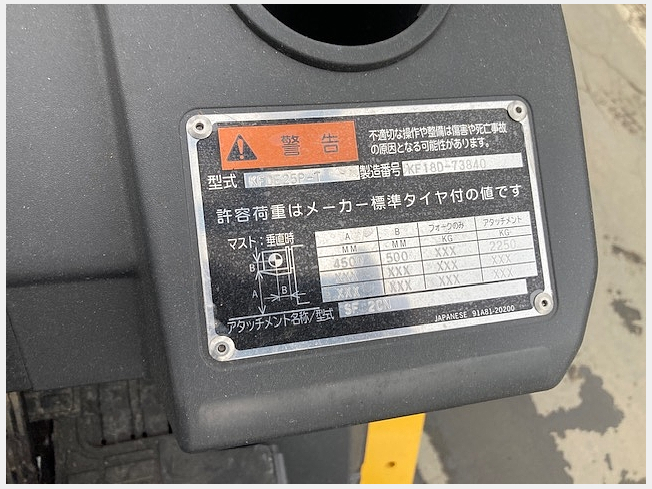 警告
不適切な操作や整備は傷害や死亡事故
の原因となる可能性があります。
型式 製造番号 KF18D-73840
許容荷重はメーカー標準タイヤ付の値です
マスト:垂直時
A B フォークのみ アタッチメント
MM MM KG KG
450 500 XXX 2250
XXX XXX XXX XXX
XXX XXX XXX XXX
B
A
B
アタッチメント名称/型式
JAPANESE 91A81-20200